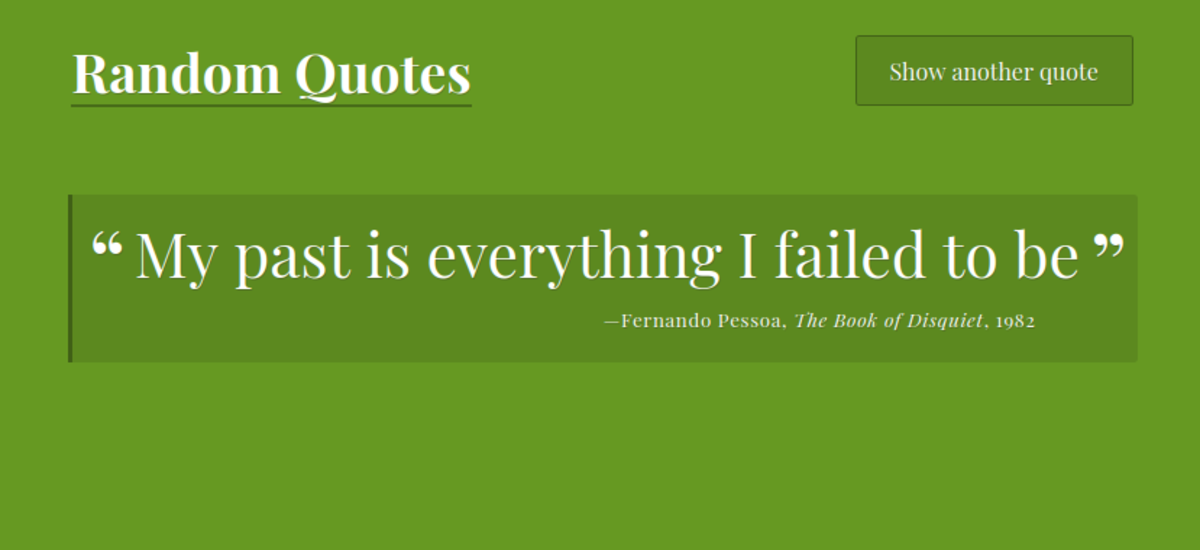 Random Quotes
Show another quote
“ My past is everything I failed to be ”
—Fernando Pessoa, The Book of Disquiet, 1982